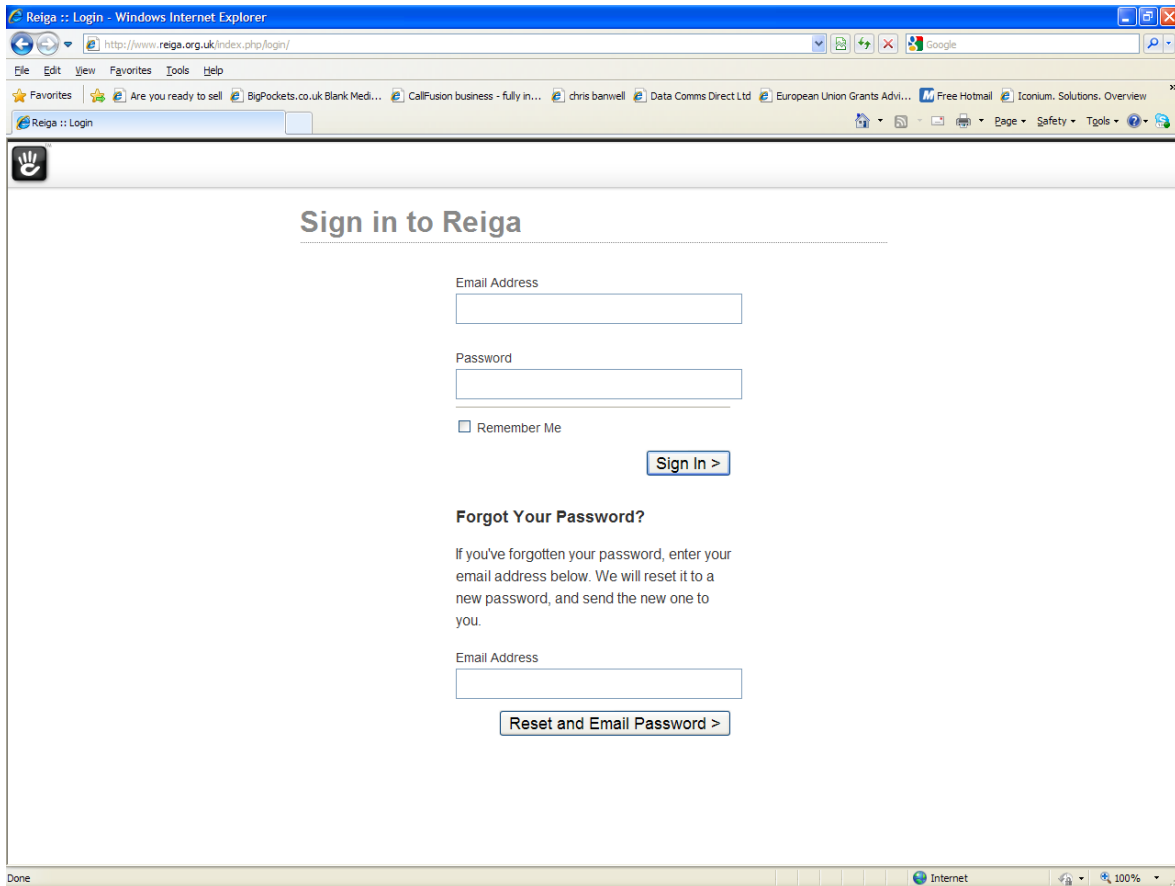 Reiga :: Login - Windows Internet Explorer
http://www.reiga.org.uk/index.php/login/
Google
File Edit View Favorites Tools Help
Favorites Are you ready to sell BigPockets.co.uk Blank Medi... CallFusion business - fully in... chris banwell Data Comms Direct Ltd European Union Grants Advi... Free Hotmail Iconium. Solutions. Overview »
Reiga :: Login
Page Safety Tools
Sign in to Reiga
Email Address
Password
Remember Me
Sign In >
Forgot Your Password?
If you've forgotten your password, enter your
email address below. We will reset it to a
new password, and send the new one to
you.
Email Address
Reset and Email Password >
Done Internet 100%